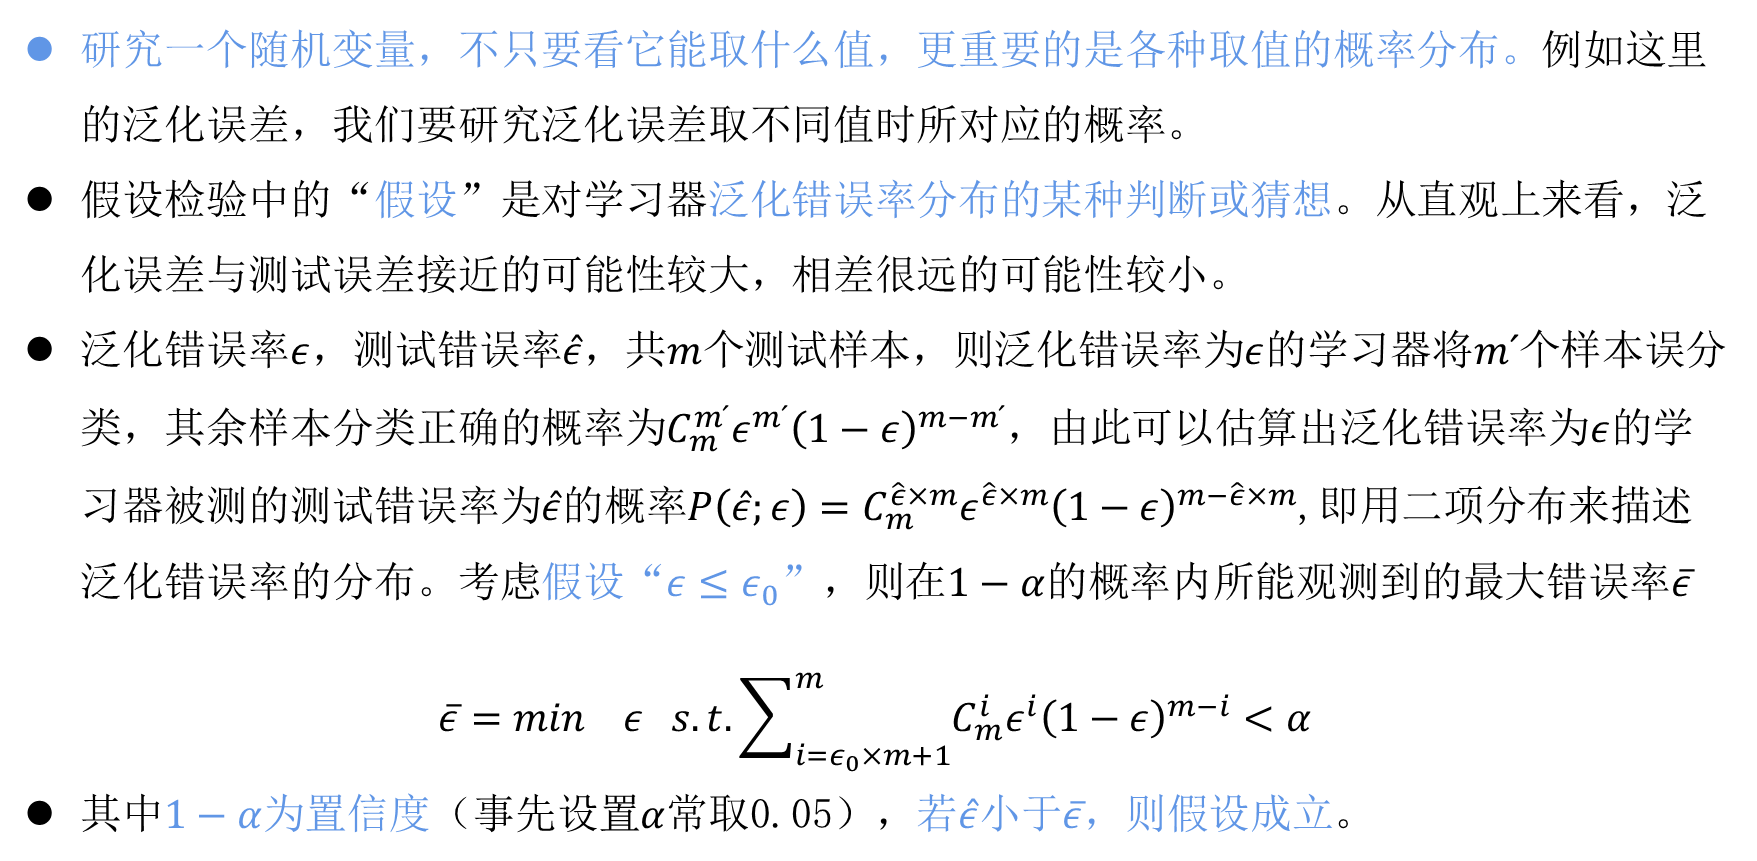 ● 研究一个随机变量，不只要看它能取什么值，更重要的是各种取值的概率分布。例如这里
的泛化误差，我们要研究泛化误差取不同值时所对应的概率。
● 假设检验中的“假设”是对学习器泛化错误率分布的某种判断或猜想。从直观上来看，泛
化误差与测试误差接近的可能性较大，相差很远的可能性较小。
● 泛化错误率ϵ，测试错误率ϵ̂，共m个测试样本，则泛化错误率为ϵ的学习器将m′个样本误分
类，其余样本分类正确的概率为C_m^{m′}ϵ^{m′}(1 − ϵ)^{m−m′}，由此可以估算出泛化错误率为ϵ的学
习器被测的测试错误率为ϵ̂的概率P(ϵ̂; ϵ) = C_m^{ϵ̂×m}ϵ^{ϵ̂×m}(1 − ϵ)^{m−ϵ̂×m}, 即用二项分布来描述
泛化错误率的分布。考虑假设“ϵ ≤ ϵ₀”，则在1 − α的概率内所能观测到的最大错误率ϵ̄
ϵ̄ = min ϵ s.t. ∑_{i=ϵ₀×m+1}^{m} C_m^i ϵ^i(1 − ϵ)^{m−i} < α
● 其中1 − α为置信度（事先设置α常取0.05），若ϵ̂小于ϵ̄，则假设成立。